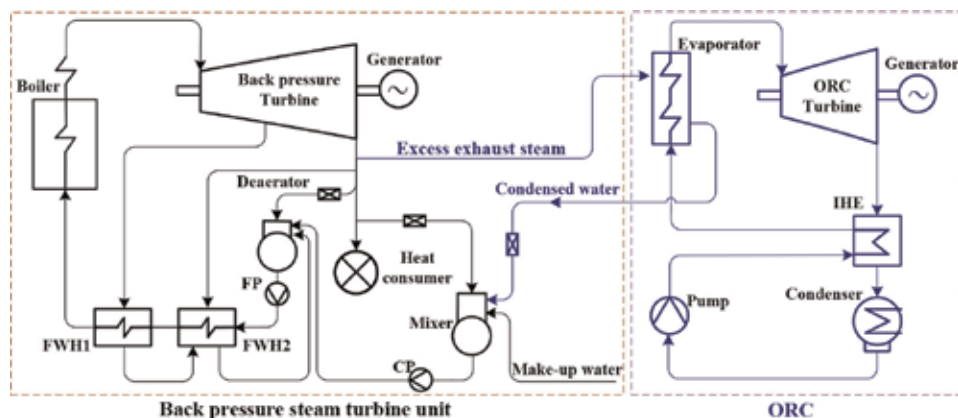 Boiler
Back pressure
Turbine
Generator
Evaporator
ORC
Turbine
Generator
Excess exhaust steam
Deaerator
Condensed water
IHE
FP
Heat
consumer
Pump
Condenser
Mixer
FWH1
FWH2
CP
Make-up water
Back pressure steam turbine unit
ORC